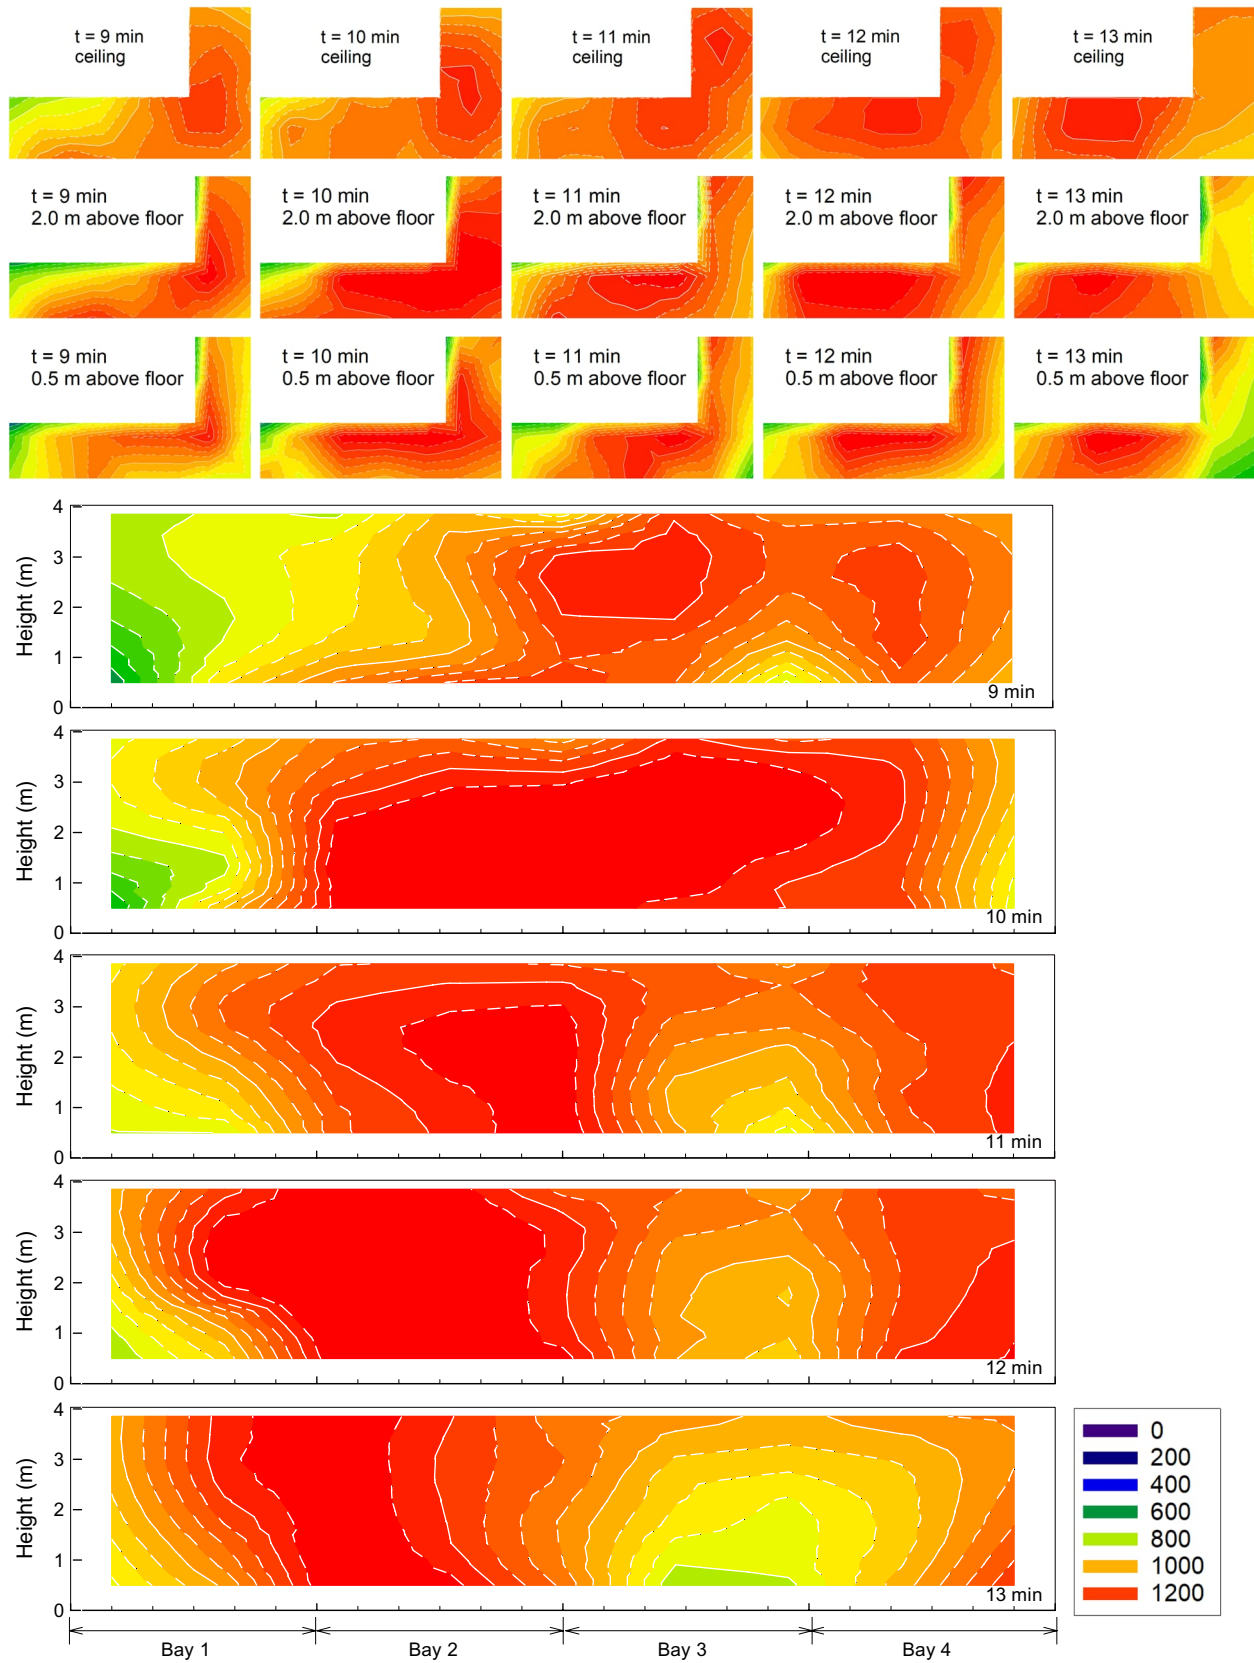 t = 9 min
ceiling
t = 10 min
ceiling
t = 11 min
ceiling
t = 12 min
ceiling
t = 13 min
ceiling
t = 9 min
2.0 m above floor
t = 10 min
2.0 m above floor
t = 11 min
2.0 m above floor
t = 12 min
2.0 m above floor
t = 13 min
2.0 m above floor
t = 9 min
0.5 m above floor
t = 10 min
0.5 m above floor
t = 11 min
0.5 m above floor
t = 12 min
0.5 m above floor
t = 13 min
0.5 m above floor
4
3
2
1
0
Height (m)
9 min
4
3
2
1
0
Height (m)
10 min
4
3
2
1
0
Height (m)
11 min
4
3
2
1
0
Height (m)
12 min
4
3
2
1
0
Height (m)
13 min
0
200
400
600
800
1000
1200
Bay 1
Bay 2
Bay 3
Bay 4